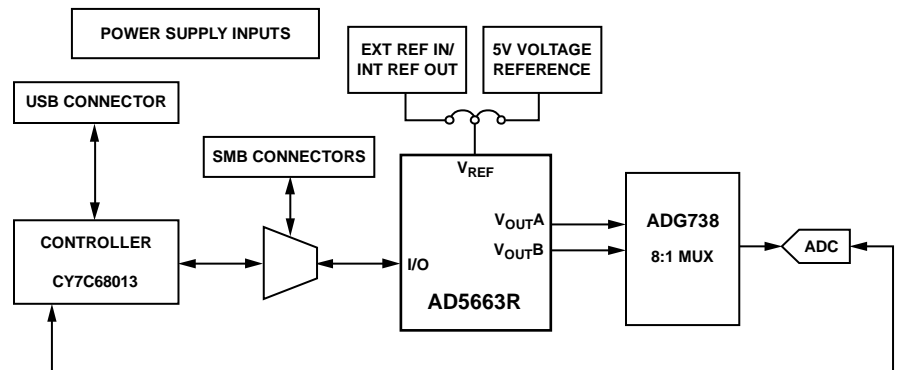 POWER SUPPLY INPUTS
EXT REF IN/
INT REF OUT
5V VOLTAGE
REFERENCE
USB CONNECTOR
SMB CONNECTORS
VREF
VOUTA
VOUTB
I/O
AD5663R
CONTROLLER
CY7C68013
ADG738
8:1 MUX
ADC